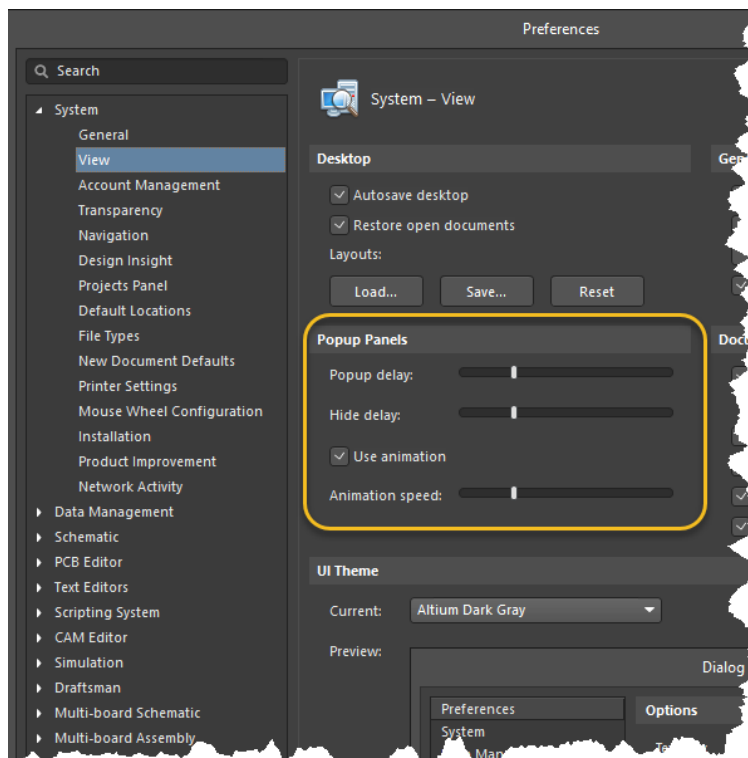 Preferences
Search
System
General
View
Account Management
Transparency
Navigation
Design Insight
Projects Panel
Default Locations
File Types
New Document Defaults
Printer Settings
Mouse Wheel Configuration
Installation
Product Improvement
Network Activity
Data Management
Schematic
PCB Editor
Text Editors
Scripting System
CAM Editor
Simulation
Draftsman
Multi-board Schematic
Multi-board Assembly
System – View
Desktop
Autosave desktop
Restore open documents
Layouts:
Load... Save... Reset
Popup Panels
Popup delay:
Hide delay:
Use animation
Animation speed:
UI Theme
Current: Altium Dark Gray
Preview:
Dialog
Preferences
System
Options